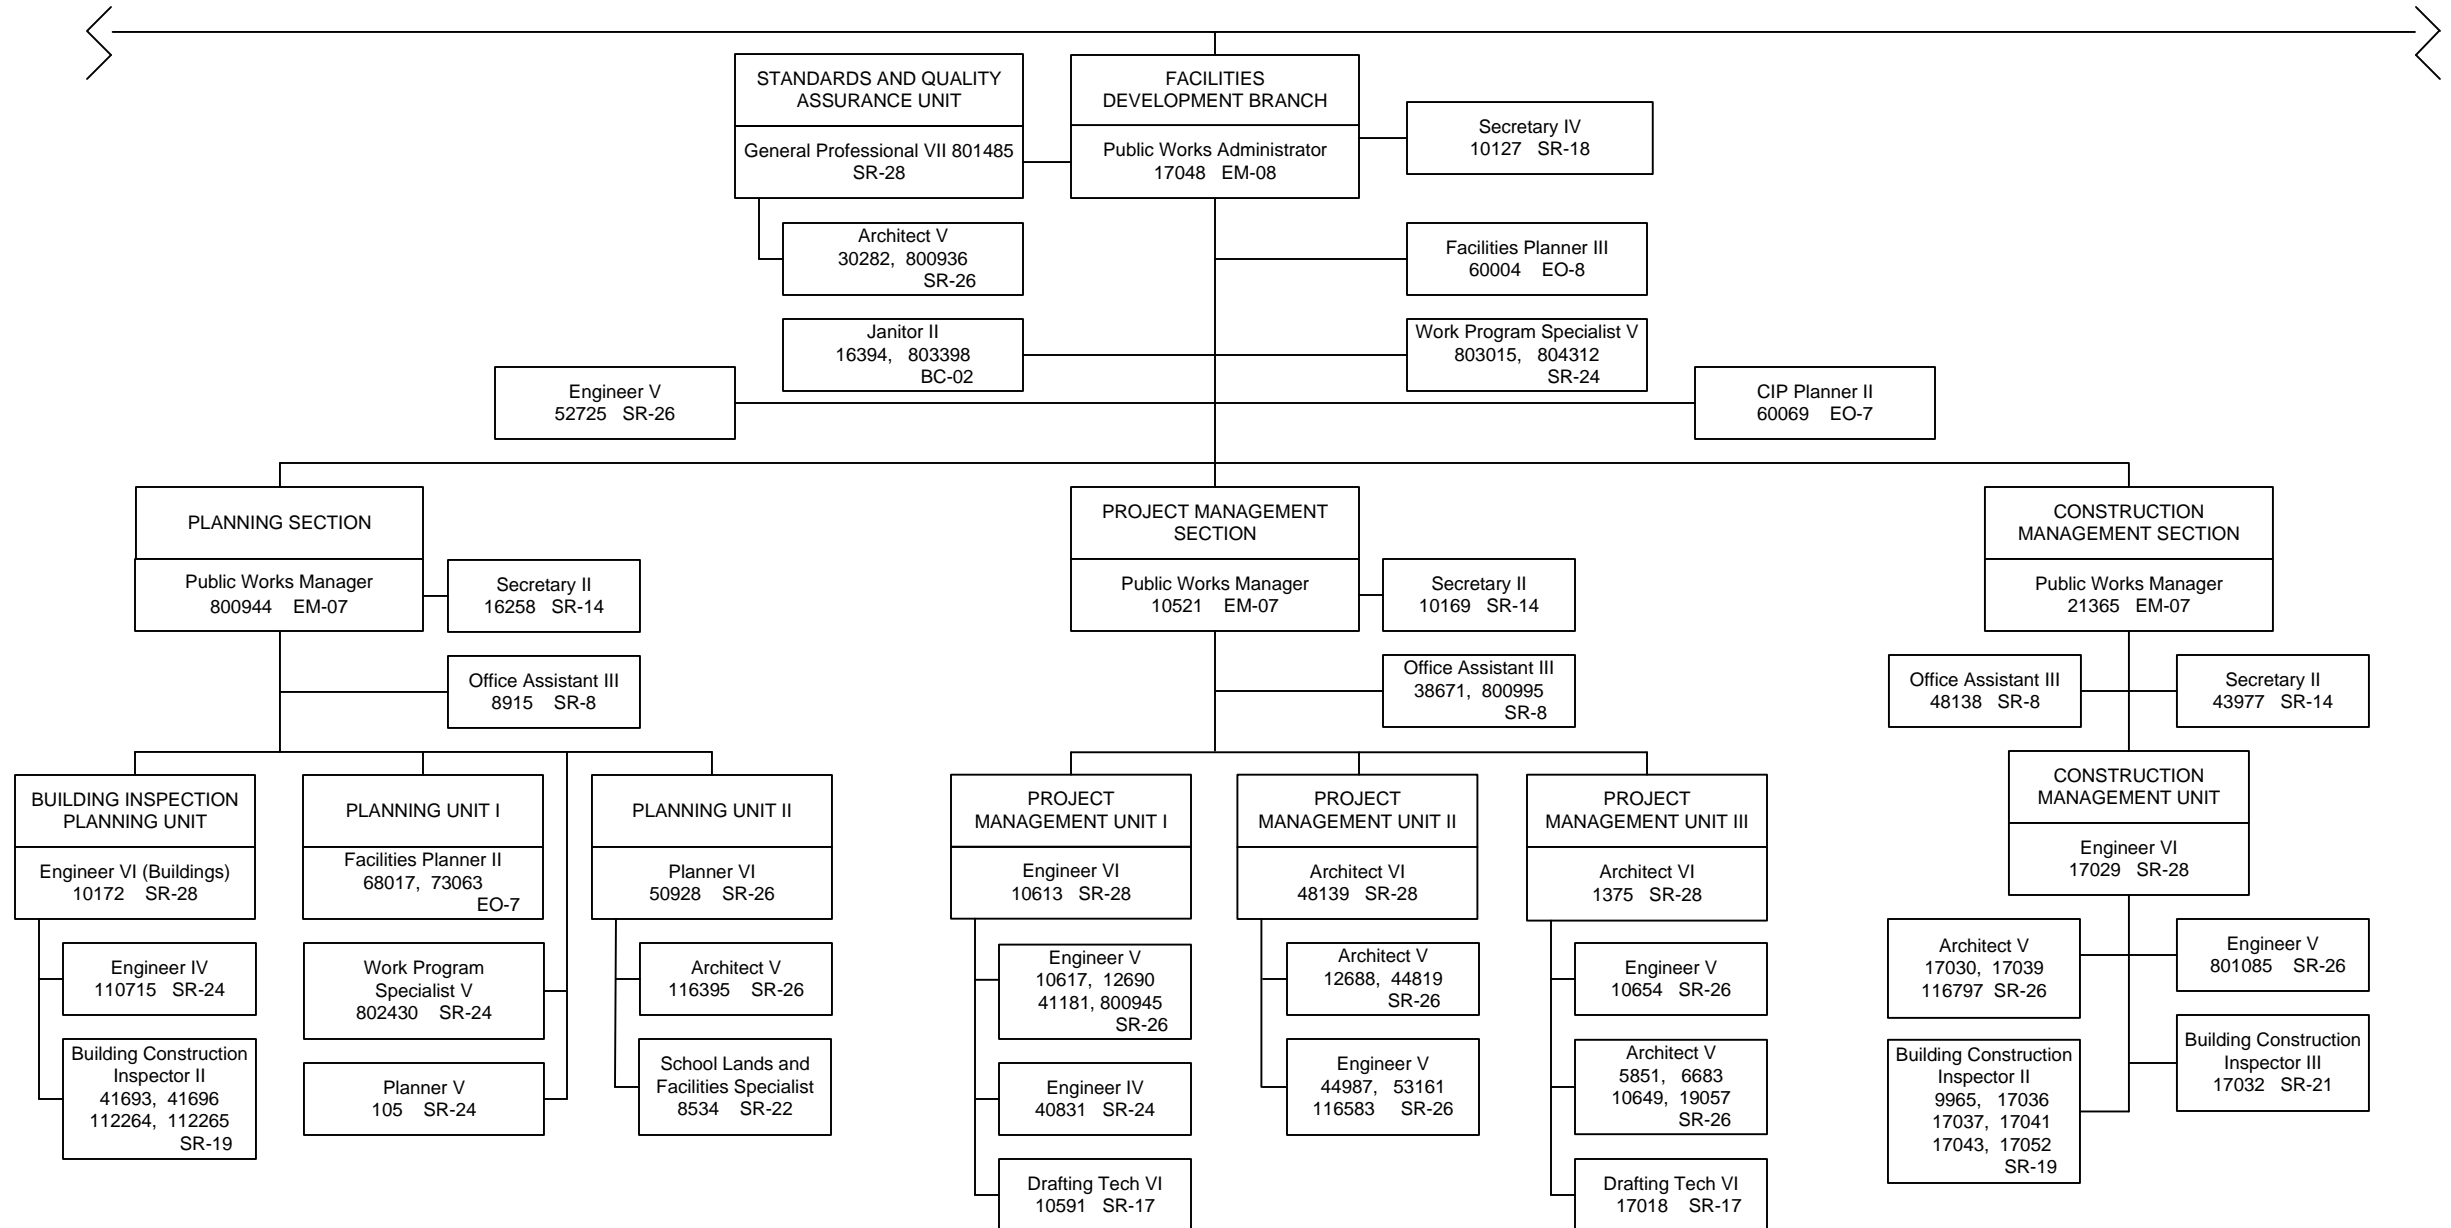 STANDARDS AND QUALITY
ASSURANCE UNIT
General Professional VII 801485
SR-28
FACILITIES
DEVELOPMENT BRANCH
Public Works Administrator
17048 EM-08
Secretary IV
10127 SR-18
Architect V
30282, 800936
SR-26
Facilities Planner III
60004 EO-8
Janitor II
16394, 803398
BC-02
Work Program Specialist V
803015, 804312
SR-24
Engineer V
52725 SR-26
CIP Planner II
60069 EO-7
PLANNING SECTION
Public Works Manager
800944 EM-07
Secretary II
16258 SR-14
Office Assistant III
8915 SR-8
PROJECT MANAGEMENT
SECTION
Public Works Manager
10521 EM-07
Secretary II
10169 SR-14
Office Assistant III
38671, 800995
SR-8
CONSTRUCTION
MANAGEMENT SECTION
Public Works Manager
21365 EM-07
Office Assistant III
48138 SR-8
Secretary II
43977 SR-14
BUILDING INSPECTION
PLANNING UNIT
Engineer VI (Buildings)
10172 SR-28
Engineer IV
110715 SR-24
Building Construction
Inspector II
41693, 41696
112264, 112265
SR-19
PLANNING UNIT I
Facilities Planner II
68017, 73063
EO-7
Work Program
Specialist V
802430 SR-24
Planner V
105 SR-24
PLANNING UNIT II
Planner VI
50928 SR-26
Architect V
116395 SR-26
School Lands and
Facilities Specialist
8534 SR-22
PROJECT
MANAGEMENT UNIT I
Engineer VI
10613 SR-28
Engineer V
10617, 12690
41181, 800945
SR-26
Engineer IV
40831 SR-24
Drafting Tech VI
10591 SR-17
PROJECT
MANAGEMENT UNIT II
Architect VI
48139 SR-28
Architect V
12688, 44819
SR-26
Engineer V
44987, 53161
116583 SR-26
PROJECT
MANAGEMENT UNIT III
Architect VI
1375 SR-28
Engineer V
10654 SR-26
Architect V
5851, 6683
10649, 19057
SR-26
Drafting Tech VI
17018 SR-17
CONSTRUCTION
MANAGEMENT UNIT
Engineer VI
17029 SR-28
Architect V
17030, 17039
116797 SR-26
Engineer V
801085 SR-26
Building Construction
Inspector II
9965, 17036
17037, 17041
17043, 17052
SR-19
Building Construction
Inspector III
17032 SR-21